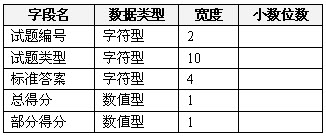 字段名 数据类型 宽度 小数位数
试题编号 字符型 2
试题类型 字符型 10
标准答案 字符型 4
总得分 数值型 1
部分得分 数值型 1